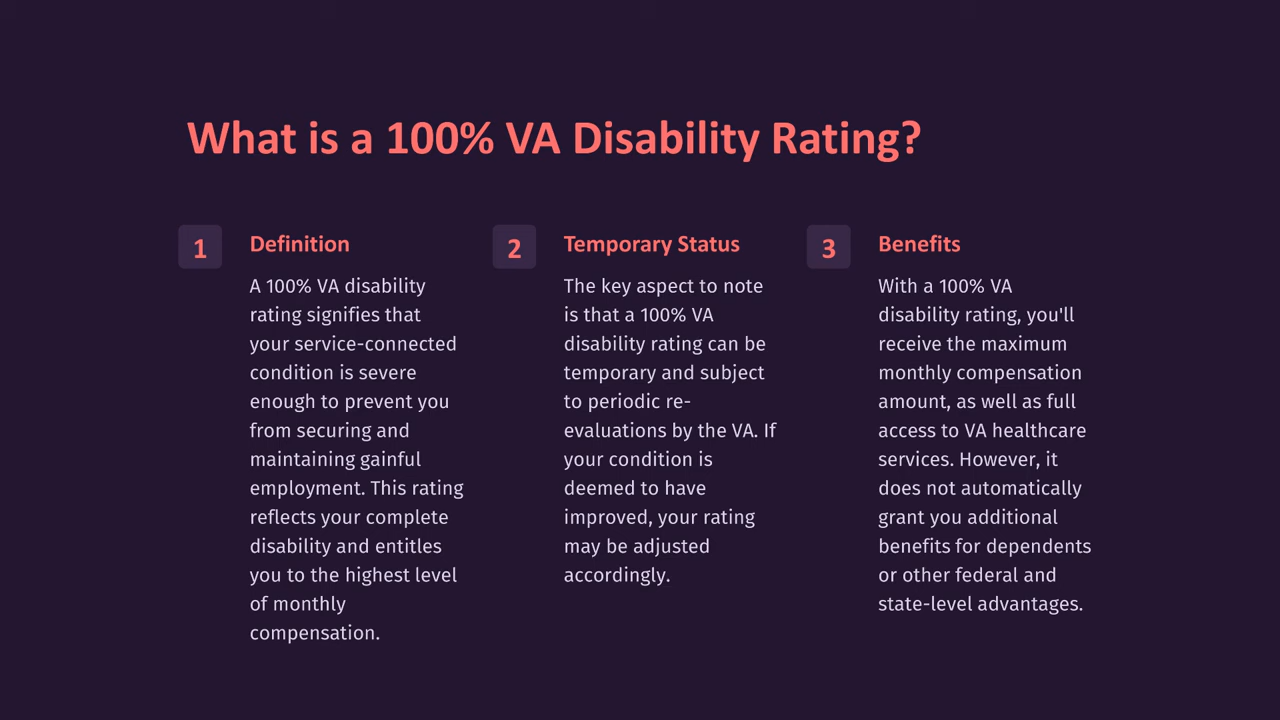 What is a 100% VA Disability Rating?
1
Definition
A 100% VA disability
rating signifies that
your service-connected
condition is severe
enough to prevent you
from securing and
maintaining gainful
employment. This rating
reflects your complete
disability and entitles
you to the highest level
of monthly
compensation.
2
Temporary Status
The key aspect to note
is that a 100% VA
disability rating can be
temporary and subject
to periodic re-
evaluations by the VA. If
your condition is
deemed to have
improved, your rating
may be adjusted
accordingly.
3
Benefits
With a 100% VA
disability rating, you'll
receive the maximum
monthly compensation
amount, as well as full
access to VA healthcare
services. However, it
does not automatically
grant you additional
benefits for dependents
or other federal and
state-level advantages.